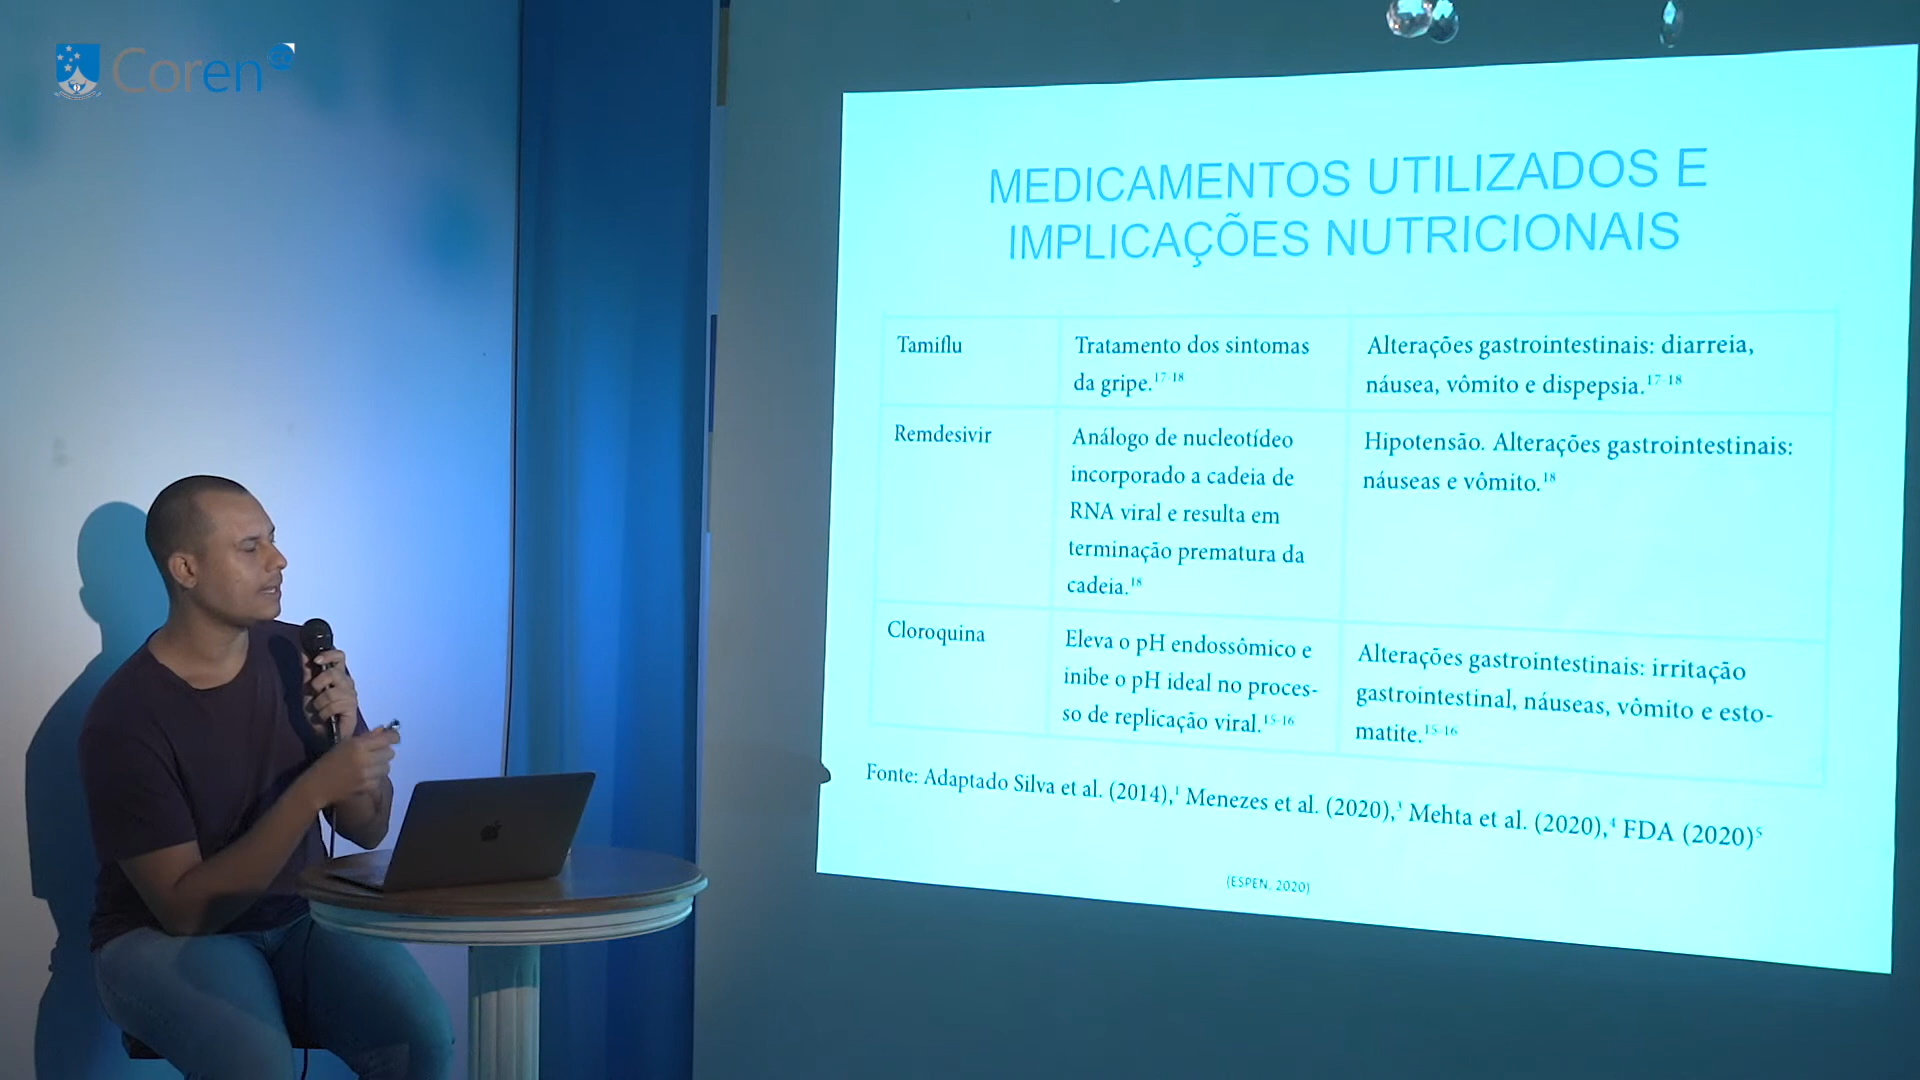 Coren
MEDICAMENTOS UTILIZADOS E
IMPLICAÇÕES NUTRICIONAIS
Tamiflu
Tratamento dos sintomas
da gripe.17-18
Alterações gastrointestinais: diarreia,
náusea, vômito e dispepsia.17-18
Remdesivir
Análogo de nucleotídeo
incorporado a cadeia de
RNA viral e resulta em
terminação prematura da
cadeia.18
Hipotensão. Alterações gastrointestinais:
náuseas e vômito.18
Cloroquina
Eleva o pH endossômico e
inibe o pH ideal no proces-
so de replicação viral.15-16
Alterações gastrointestinais: irritação
gastrointestinal, náuseas, vômito e esto-
matite.15-16
Fonte: Adaptado Silva et al. (2014),1 Menezes et al. (2020),3 Mehta et al. (2020),4 FDA (2020)5
(ESPEN, 2020)